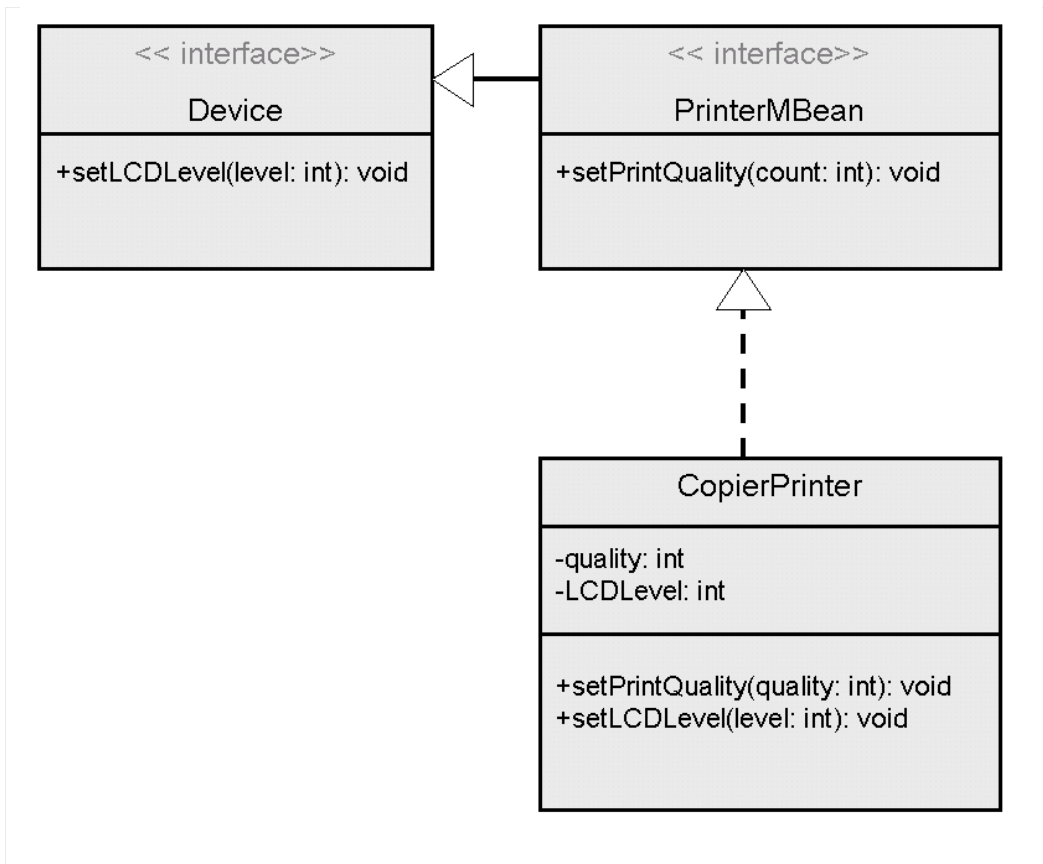 << interface>>
Device
+setLCDLevel(level: int): void
<< interface>>
PrinterMBean
+setPrintQuality(count: int): void
CopierPrinter
-quality: int
-LCDLevel: int
+setPrintQuality(quality: int): void
+setLCDLevel(level: int): void